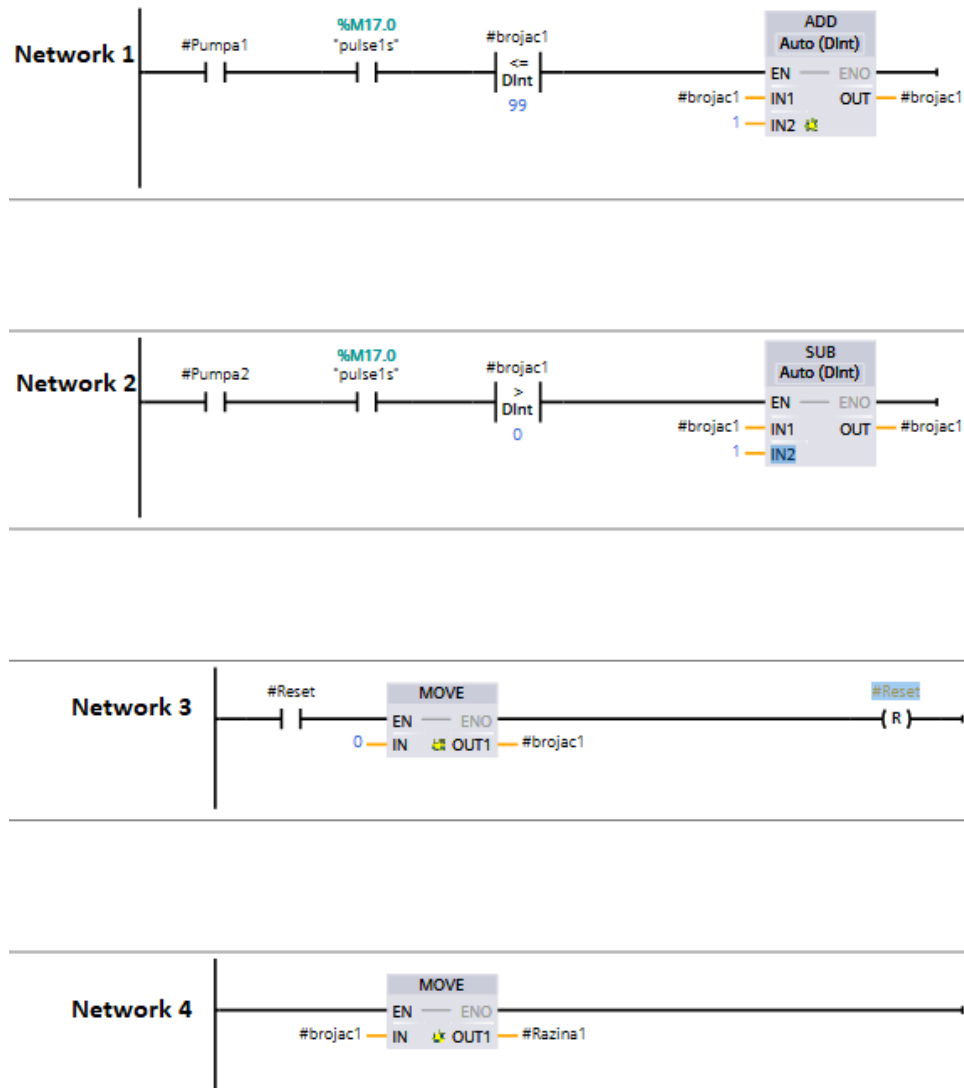 Network 1
#Pumpa1
%M17.0
"pulse1s"
#brojac1
<=
DInt
99
ADD
Auto (DInt)
EN ENO
#brojac1 IN1 OUT #brojac1
1 IN2
Network 2
#Pumpa2
%M17.0
"pulse1s"
#brojac1
>
DInt
0
SUB
Auto (DInt)
EN ENO
#brojac1 IN1 OUT #brojac1
1 IN2
Network 3
#Reset
MOVE
EN ENO
0 IN OUT1 #brojac1
#Reset
( R )
Network 4
MOVE
EN ENO
#brojac1 IN OUT1 #Razina1